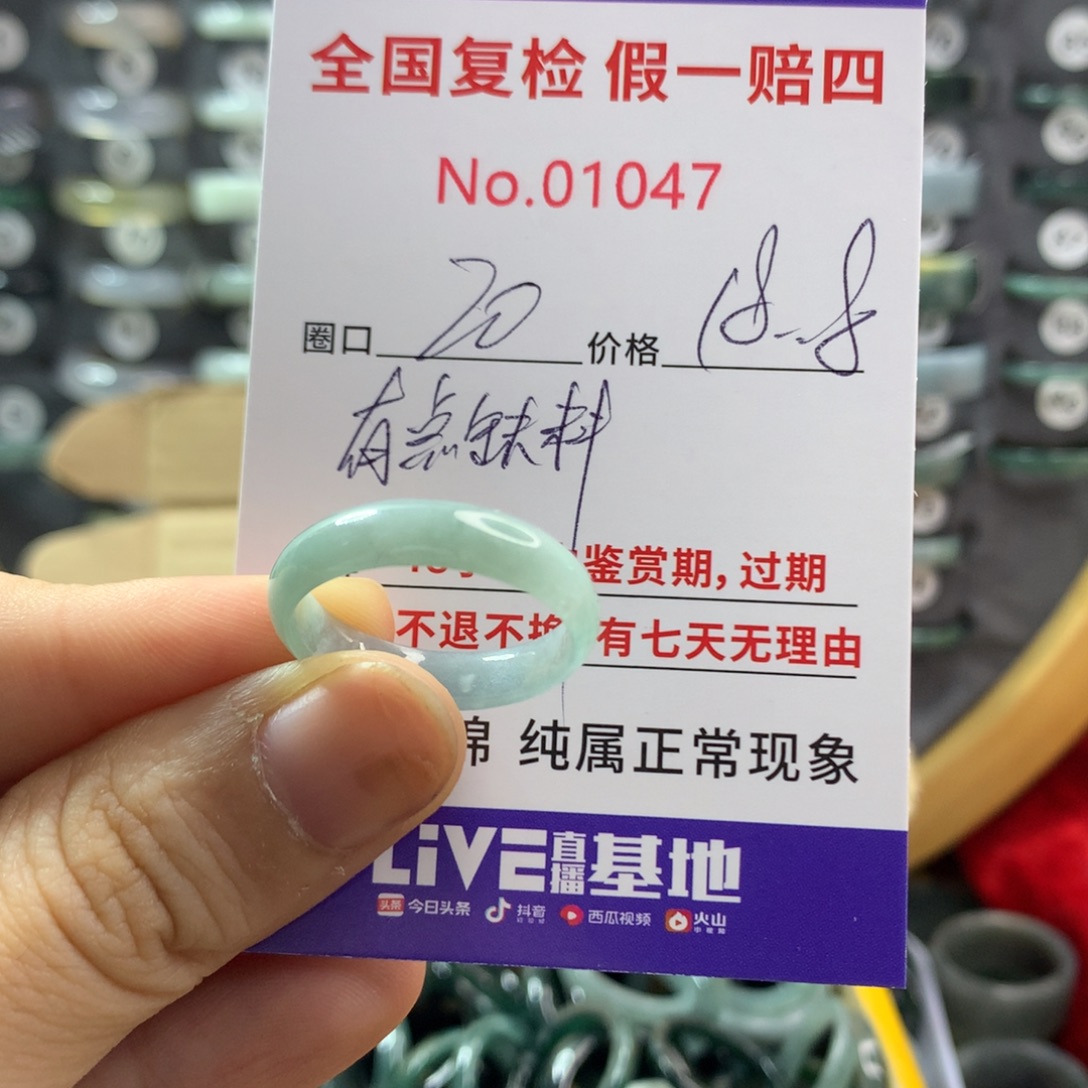 全国复检 假一赔四
No.01047
圈口 20 价格 18.8
有点缺料
鉴赏期，过期
不退不换 有七天无理由
棉 纯属正常现象
LiVE直播基地
头条 今日头条 抖音 西瓜视频 火山